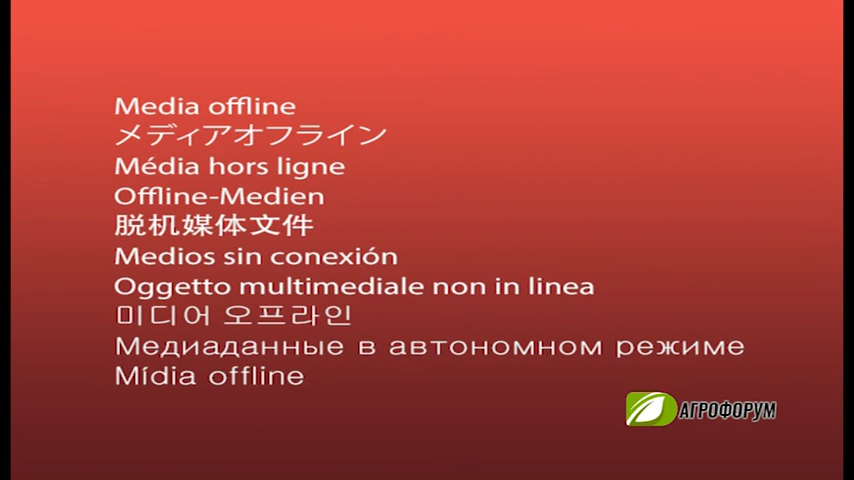 Media offline
メディアオフライン
Média hors ligne
Offline-Medien
脱机媒体文件
Medios sin conexión
Oggetto multimediale non in linea
미디어 오프라인
Медиаданные в автономном режиме
Mídia offline
АГРОФОРУМ